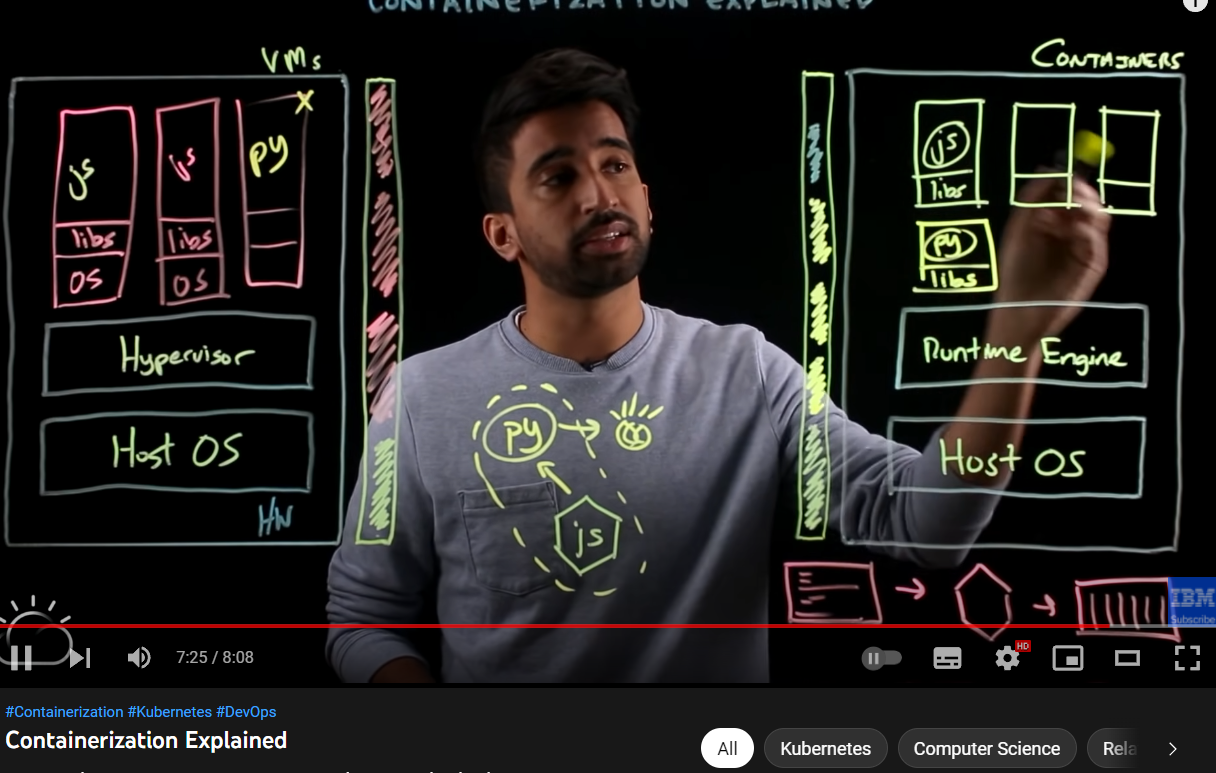 CONTAINERIZATION EXPLAINED
VMs
js
libs
OS
js
libs
OS
py
x
Hypervisor
Host OS
HW
py
js
CONTAINERS
js
libs
py
libs
Runtime Engine
Host OS
IBM
Subscribe
7:25 / 8:08
HD
#Containerization #Kubernetes #DevOps
Containerization Explained
All
Kubernetes
Computer Science
Rela